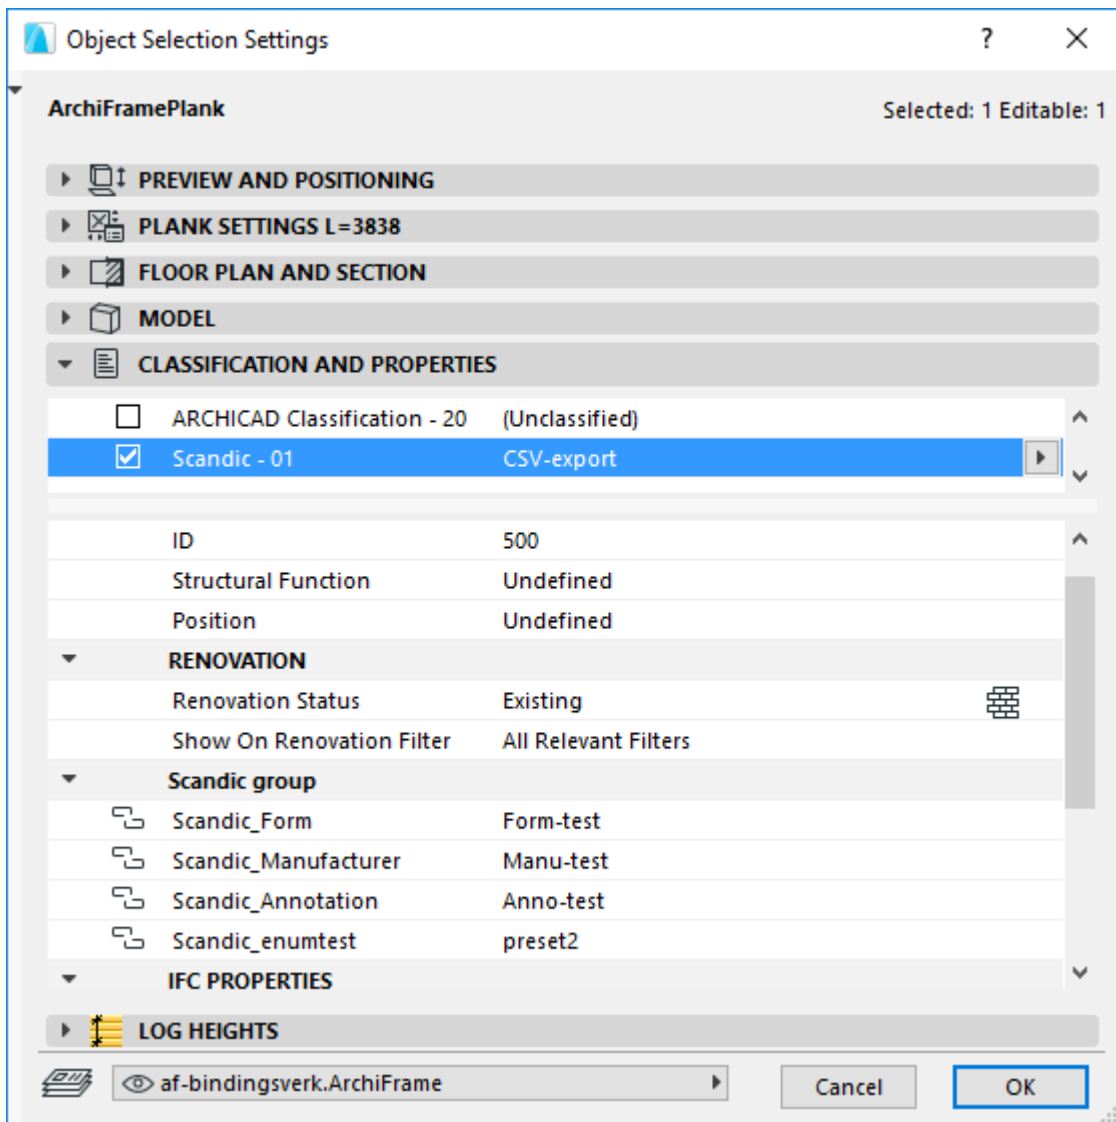 Object Selection Settings ?
ArchiFramePlank Selected: 1 Editable: 1
PREVIEW AND POSITIONING
PLANK SETTINGS L=3838
FLOOR PLAN AND SECTION
MODEL
CLASSIFICATION AND PROPERTIES
ARCHICAD Classification - 20 (Unclassified)
Scandic - 01 CSV-export
ID 500
Structural Function Undefined
Position Undefined
RENOVATION
Renovation Status Existing
Show On Renovation Filter All Relevant Filters
Scandic group
Scandic_Form Form-test
Scandic_Manufacturer Manu-test
Scandic_Annotation Anno-test
Scandic_enumtest preset2
IFC PROPERTIES
LOG HEIGHTS
af-bindingsverk.ArchiFrame Cancel OK